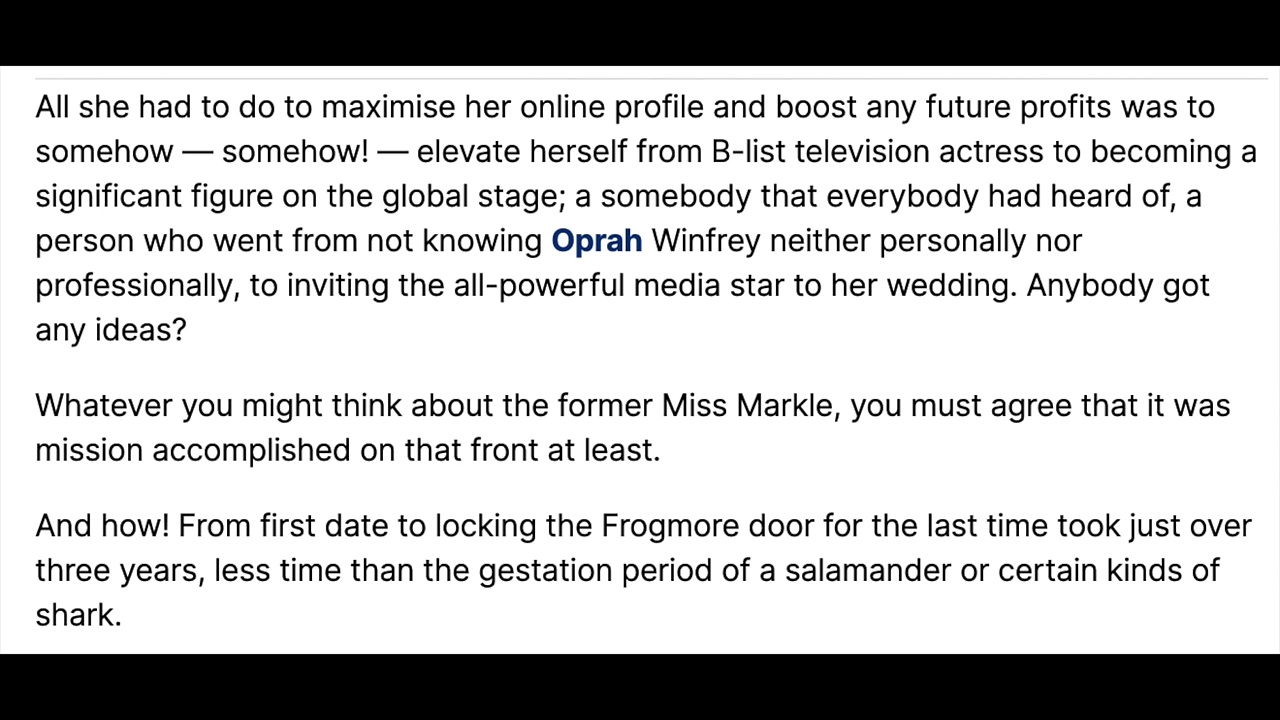 All she had to do to maximise her online profile and boost any future profits was to
somehow — somehow! — elevate herself from B-list television actress to becoming a
significant figure on the global stage; a somebody that everybody had heard of, a
person who went from not knowing Oprah Winfrey neither personally nor
professionally, to inviting the all-powerful media star to her wedding. Anybody got
any ideas?
Whatever you might think about the former Miss Markle, you must agree that it was
mission accomplished on that front at least.
And how! From first date to locking the Frogmore door for the last time took just over
three years, less time than the gestation period of a salamander or certain kinds of
shark.